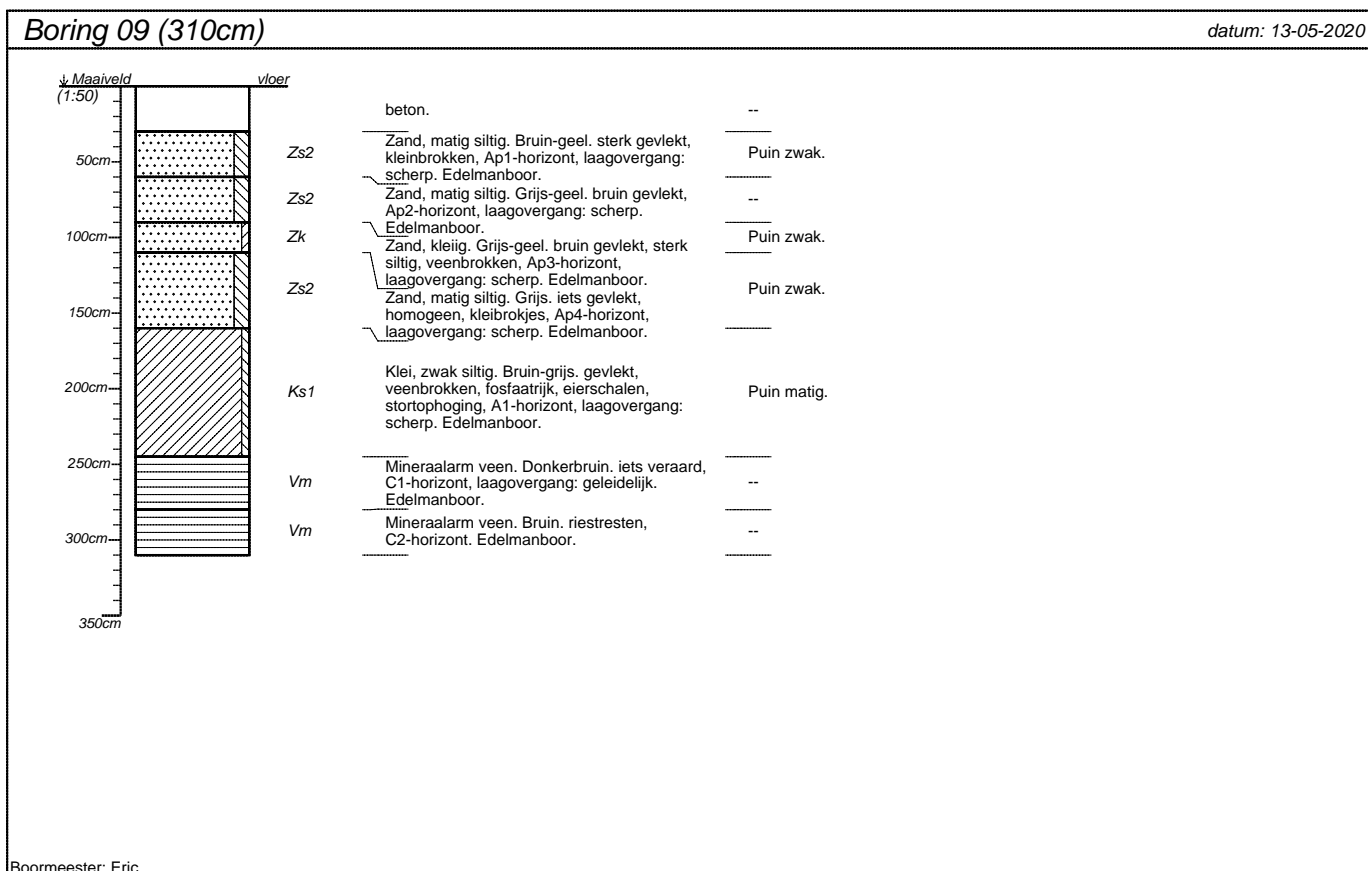 Boring 09 (310cm)
datum: 13-05-2020
Maaiveld
vloer
(1:50)
beton.
--
Zs2
Zand, matig siltig. Bruin-geel. sterk gevlekt,
kleinbrokken, Ap1-horizont, laagovergang:
scherp. Edelmanboor.
Puin zwak.
50cm
Zs2
Zand, matig siltig. Grijs-geel. bruin gevlekt,
Ap2-horizont, laagovergang: scherp.
Edelmanboor.
--
100cm
Zk
Zand, kleiig. Grijs-geel. bruin gevlekt, sterk
siltig, veenbrokken, Ap3-horizont,
laagovergang: scherp. Edelmanboor.
Puin zwak.
Zs2
Zand, matig siltig. Grijs. iets gevlekt,
homogeen, kleibrokjes, Ap4-horizont,
laagovergang: scherp. Edelmanboor.
Puin zwak.
150cm
200cm
Ks1
Klei, zwak siltig. Bruin-grijs. gevlekt,
veenbrokken, fosfaatrijk, eierschalen,
stortophoging, A1-horizont, laagovergang:
scherp. Edelmanboor.
Puin matig.
250cm
Vm
Mineraalarm veen. Donkerbruin. iets veraard,
C1-horizont, laagovergang: geleidelijk.
Edelmanboor.
--
300cm
Vm
Mineraalarm veen. Bruin. riestresten,
C2-horizont. Edelmanboor.
--
350cm
Boormeester: Eric